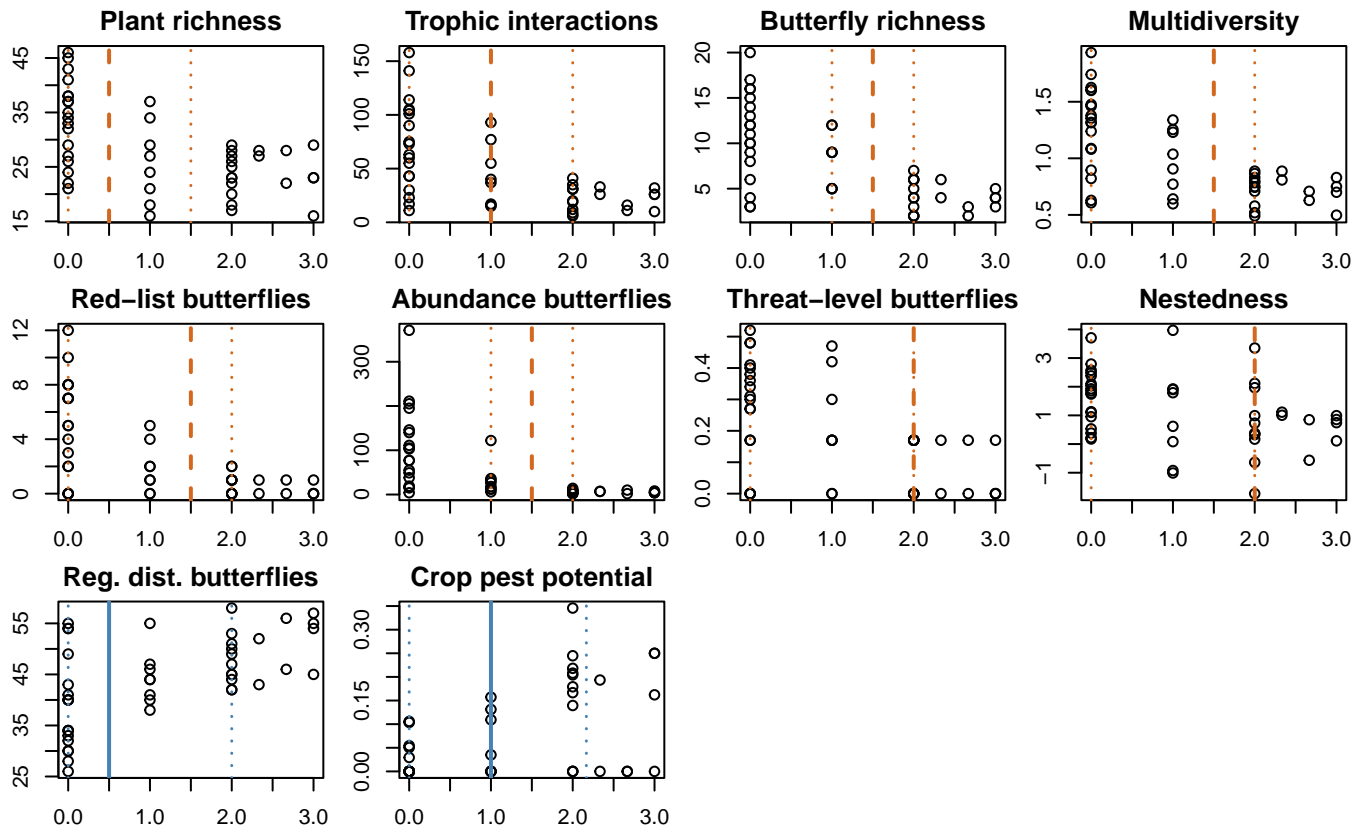 Plant richness Trophic interactions Butterfly richness Multidiversity
15 25 35 45 0 50 100 150 5 10 15 20 0.5 1.0 1.5
0.0 1.0 2.0 3.0 0.0 1.0 2.0 3.0 0.0 1.0 2.0 3.0 0.0 1.0 2.0 3.0
Red−list butterflies Abundance butterflies Threat−level butterflies Nestedness
0 4 8 12 0 100 300 0.0 0.2 0.4 −1 1 3
0.0 1.0 2.0 3.0 0.0 1.0 2.0 3.0 0.0 1.0 2.0 3.0 0.0 1.0 2.0 3.0
Reg. dist. butterflies Crop pest potential
25 35 45 55 0.00 0.15 0.30
0.0 1.0 2.0 3.0 0.0 1.0 2.0 3.0